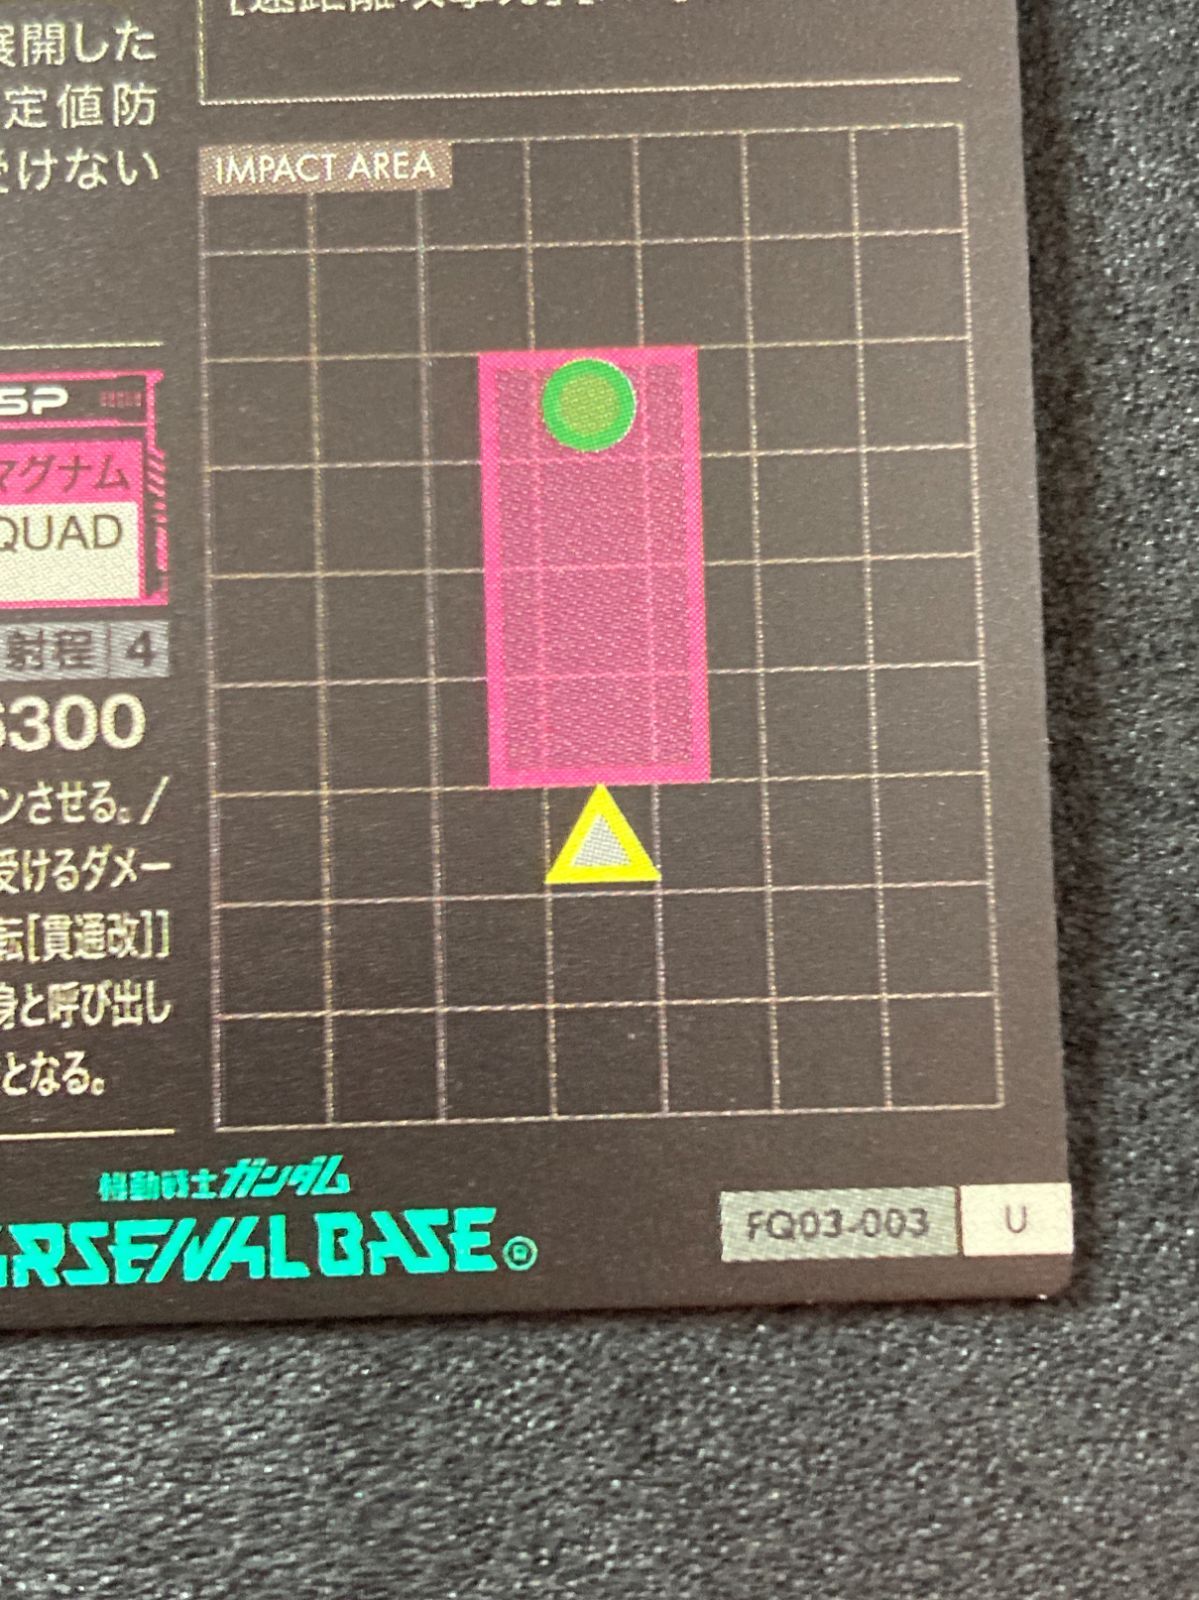 展開した
定値防
受けない
IMPACT AREA
SP
マグナム
QUAD
射程 4
6300
ンさせる。/
受けるダメー
転[貫通改]]
身と呼び出し
となる。
機動戦士ガンダム
ARSENAL BASE ®
FQ03-003 U